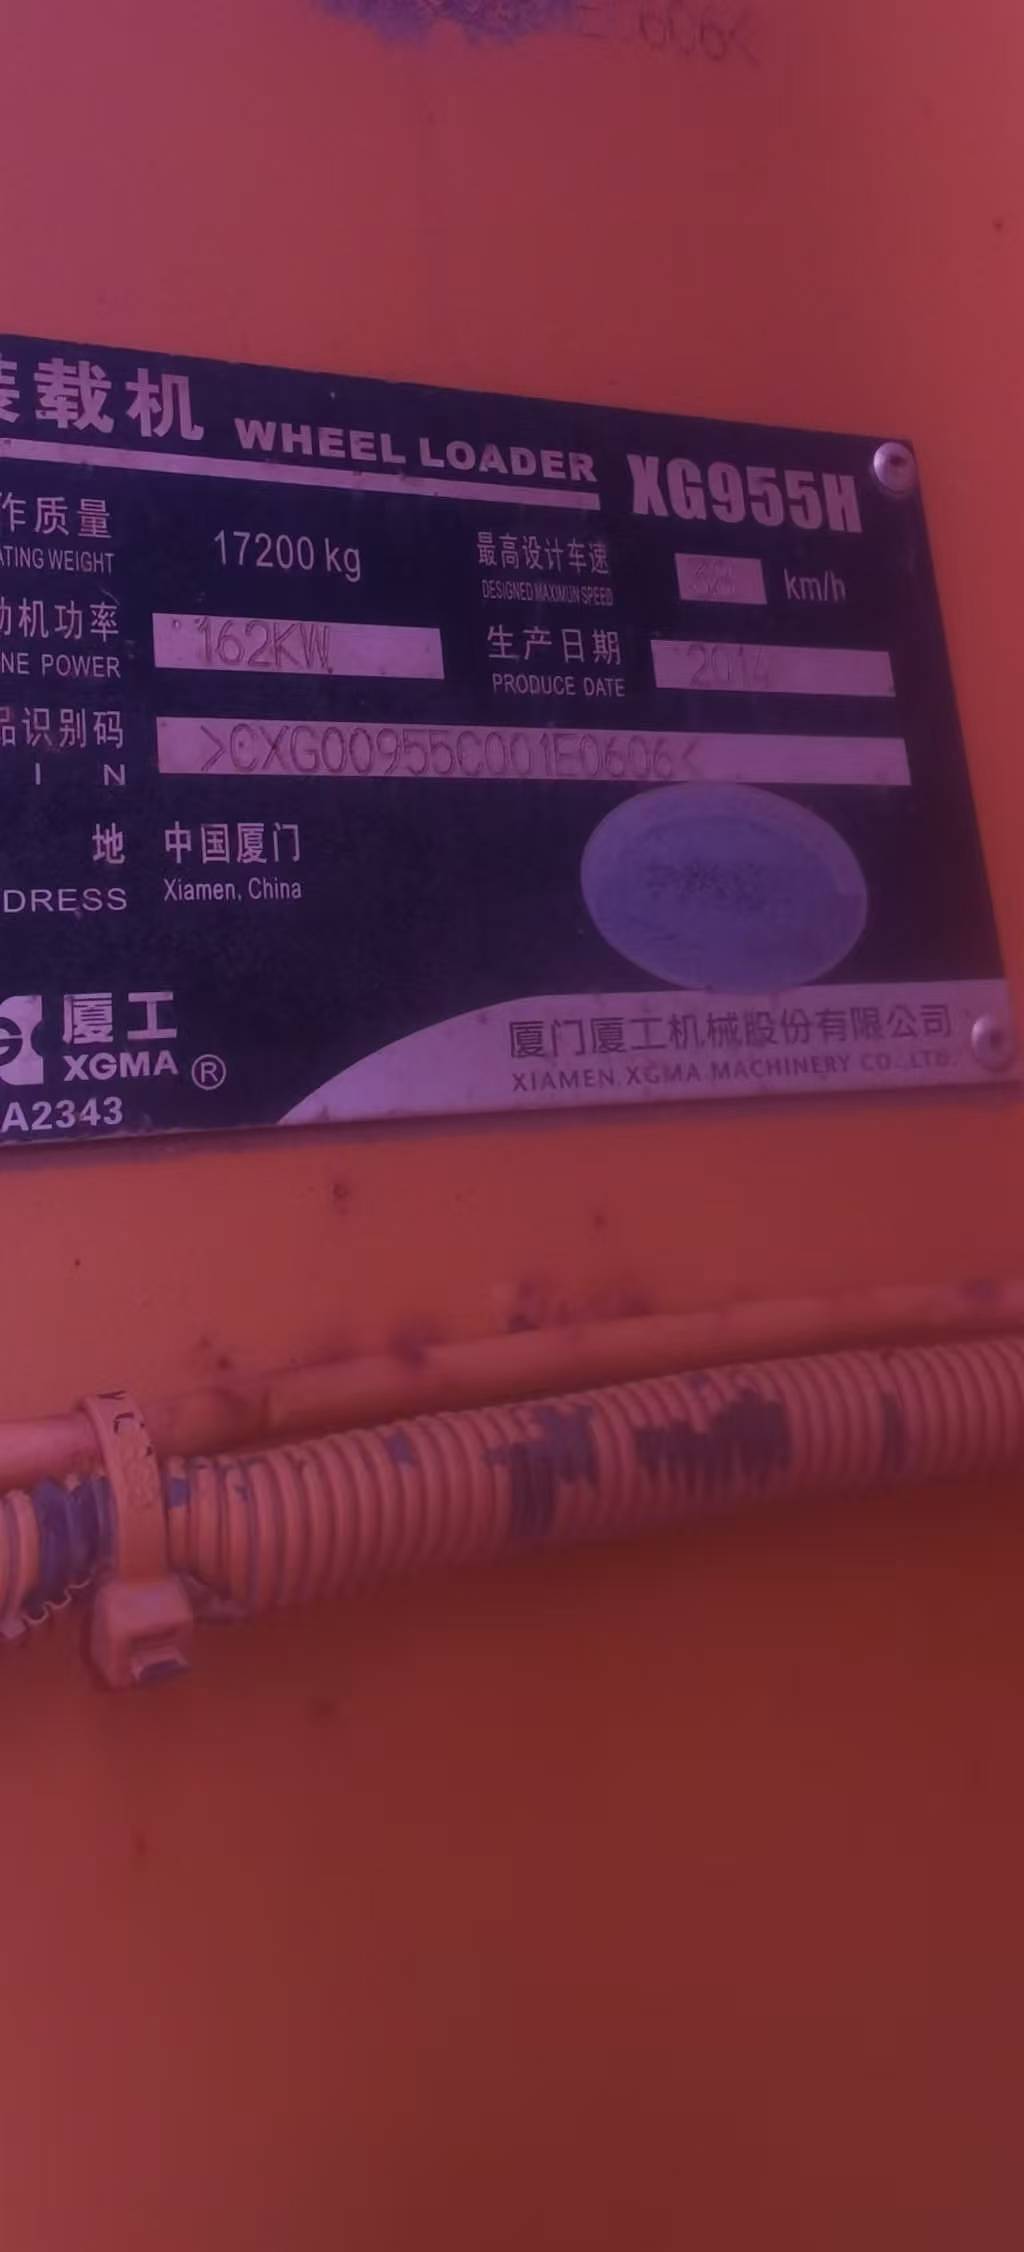 606<
载机 WHEEL LOADER XG955H
作质量 17200 kg 最高设计车速 km/h
ATING WEIGHT DESIGNED MAXIMUN SPEED
动机功率 162KW 生产日期 2014
NE POWER PRODUCE DATE
品识别码 >CXG00955C001E0606<
I N
地 中国厦门
DRESS Xiamen, China
厦工 厦门厦工机械股份有限公司
XGMA ® XIAMEN XGMA MACHINERY CO.,LTD.
A2343